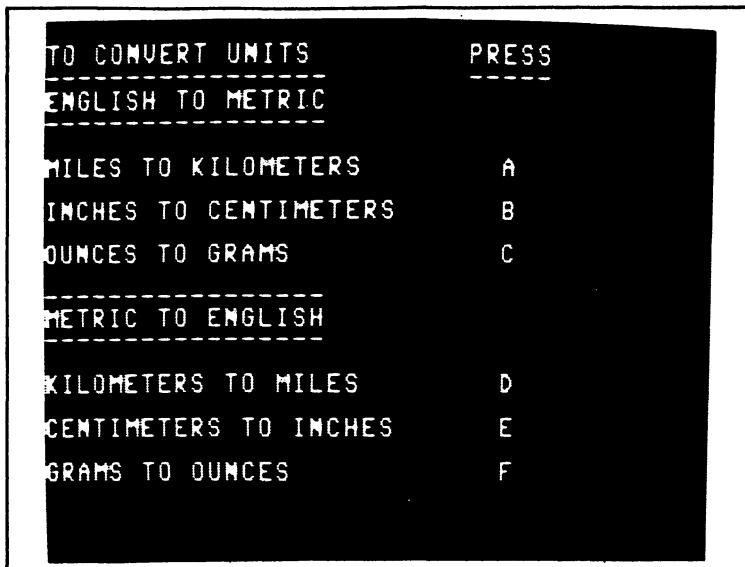 TO CONVERT UNITS PRESS
ENGLISH TO METRIC
MILES TO KILOMETERS A
INCHES TO CENTIMETERS B
OUNCES TO GRAMS C
METRIC TO ENGLISH
KILOMETERS TO MILES D
CENTIMETERS TO INCHES E
GRAMS TO OUNCES F